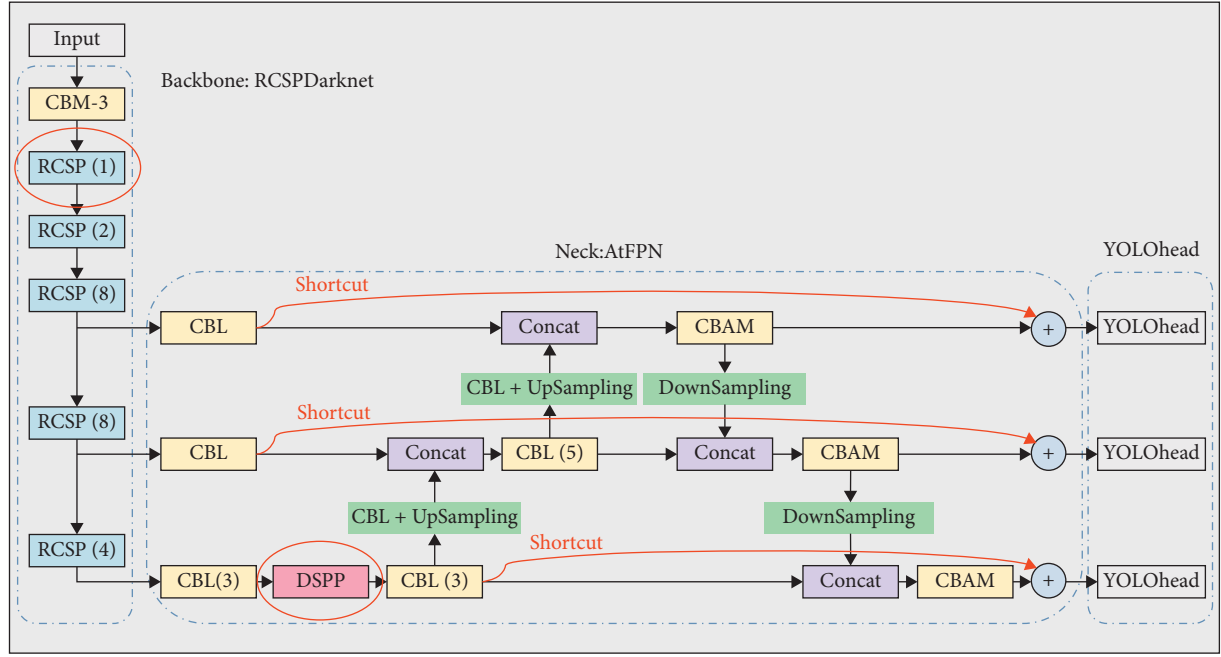 Input
Backbone: RCSPDarknet
CBM-3
RCSP (1)
RCSP (2)
Neck:AtFPN
YOLOhead
RCSP (8)
Shortcut
CBL
Concat
CBAM
+
YOLOhead
CBL + UpSampling
DownSampling
RCSP (8)
Shortcut
CBL
Concat
CBL (5)
Concat
CBAM
+
YOLOhead
CBL + UpSampling
DownSampling
RCSP (4)
Shortcut
CBL(3)
DSPP
CBL (3)
Concat
CBAM
+
YOLOhead